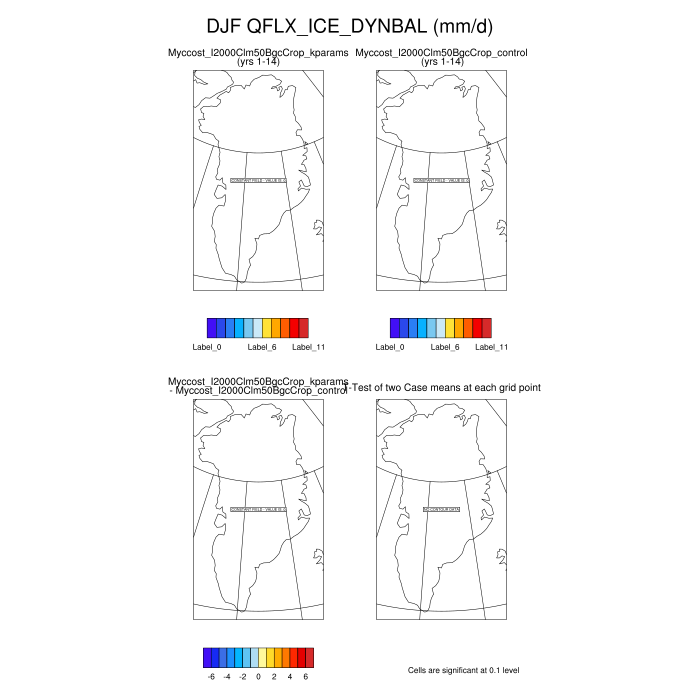 DJF QFLX_ICE_DYNBAL (mm/d)
Myccost_I2000Clm50BgcCrop_kparams
(yrs 1-14)
Myccost_I2000Clm50BgcCrop_control
(yrs 1-14)
CONSTANT FIELD - VALUE IS 0
CONSTANT FIELD - VALUE IS 0
Label_0 Label_6 Label_11
Label_0 Label_6 Label_11
Myccost_I2000Clm50BgcCrop_kparams
- Myccost_I2000Clm50BgcCrop_control
-Test of two Case means at each grid point
CONSTANT FIELD - VALUE IS 0
NO CONTOUR DATA
-6 -4 -2 0 2 4 6
Cells are significant at 0.1 level